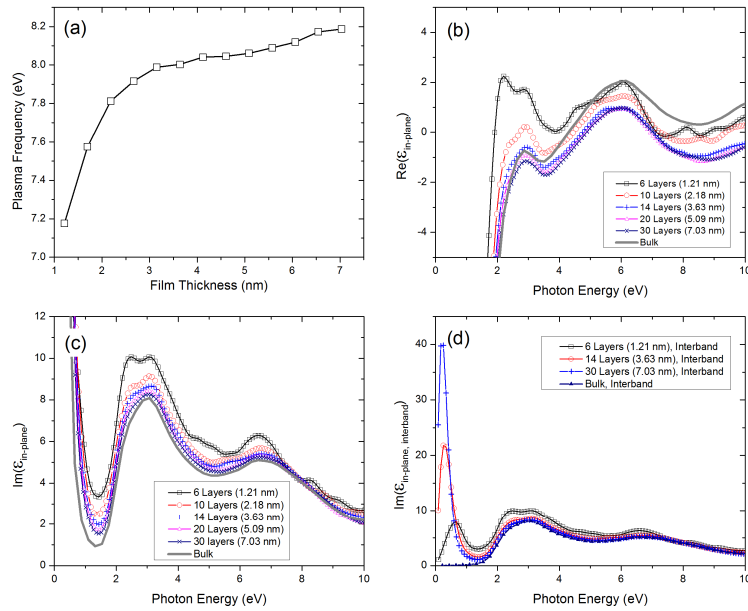 (a)
Plasma Frequency (eV)
8.2
8.0
7.8
7.6
7.4
7.2
7.0
1 2 3 4 5 6 7
Film Thickness (nm)
(b)
Re(εin-plane)
4
2
0
-2
-4
0 2 4 6 8 10
Photon Energy (eV)
6 Layers (1.21 nm)
10 Layers (2.18 nm)
14 Layers (3.63 nm)
20 Layers (5.09 nm)
30 Layers (7.03 nm)
Bulk
(c)
Im(εin-plane)
12
10
8
6
4
2
0
0 2 4 6 8 10
Photon Energy (eV)
6 Layers (1.21 nm)
10 Layers (2.18 nm)
14 Layers (3.63 nm)
20 Layers (5.09 nm)
30 layers (7.03 nm)
Bulk
(d)
Im(εin-plane, interband)
40
30
20
10
0
0 2 4 6 8 10
Photon Energy (eV)
6 Layers (1.21 nm), Interband
14 Layers (3.63 nm), Interband
30 Layers (7.03 nm), Interband
Bulk, Interband